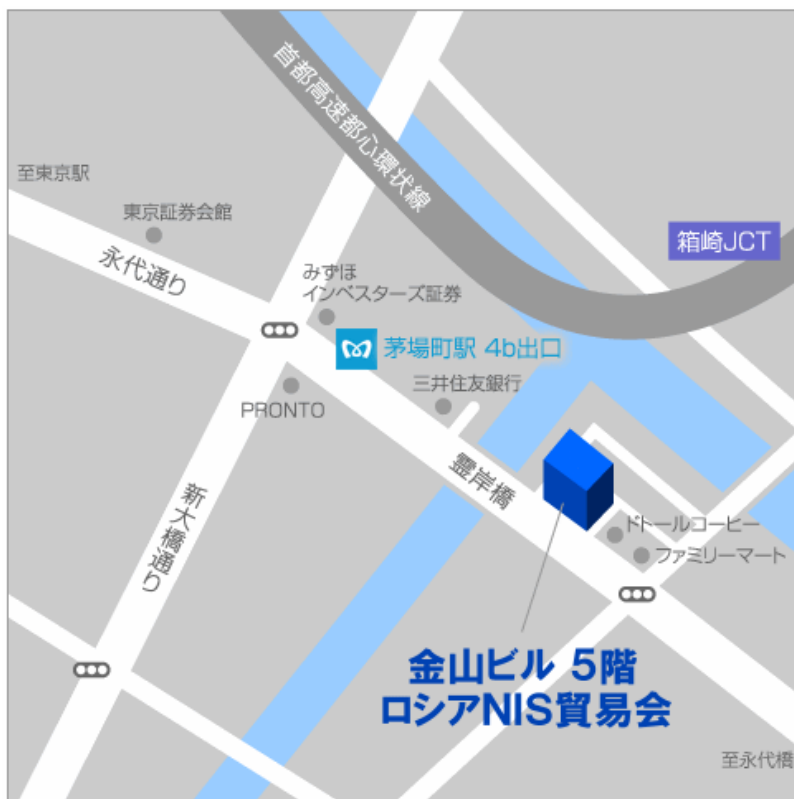 首都高速都心環状線
至東京駅
東京証券会館
箱崎JCT
永代通り
みずほ
インベスターズ証券
茅場町駅 4b出口
三井住友銀行
PRONTO
霊岸橋
新大橋通り
ドトールコーヒー
ファミリーマート
金山ビル 5階
ロシアNIS貿易会
至永代橋